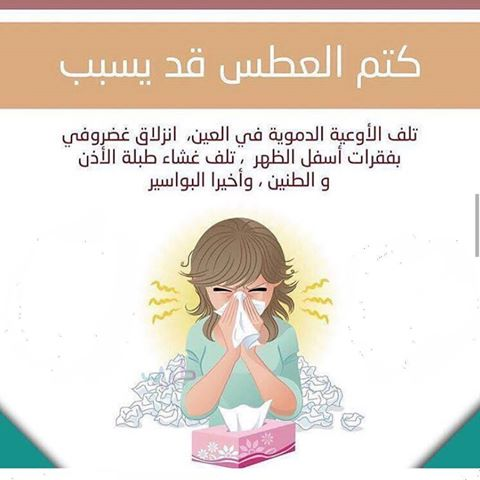 كتم العطس قد يسبب
تلف الأوعية الدموية في العين، انزلاق غضروفي
بفقرات أسفل الظهر ، تلف غشاء طبلة الأذن
و الطنين ، وأخيرا البواسير